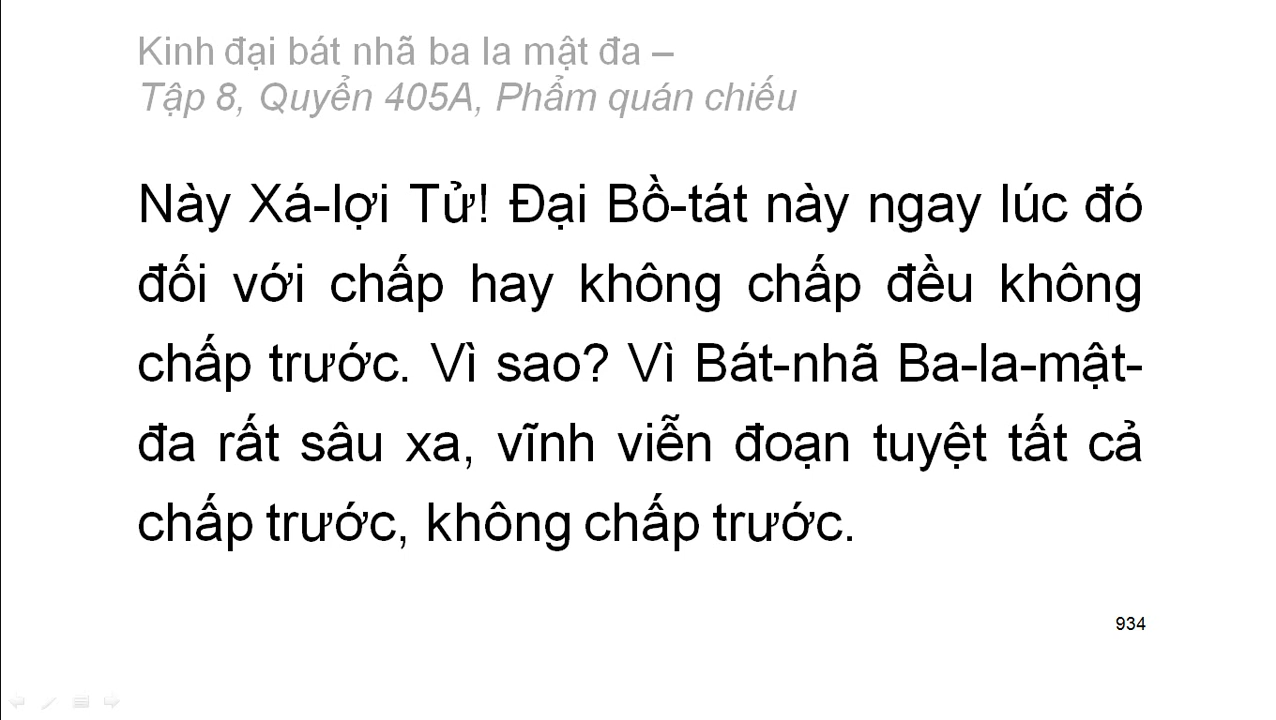 Kinh đại bát nhã ba la mật đa –
Tập 8, Quyển 405A, Phẩm quán chiếu
Này Xá-lợi Tử! Đại Bồ-tát này ngay lúc đó
đối với chấp hay không chấp đều không
chấp trước. Vì sao? Vì Bát-nhã Ba-la-mật-
đa rất sâu xa, vĩnh viễn đoạn tuyệt tất cả
chấp trước, không chấp trước.
934